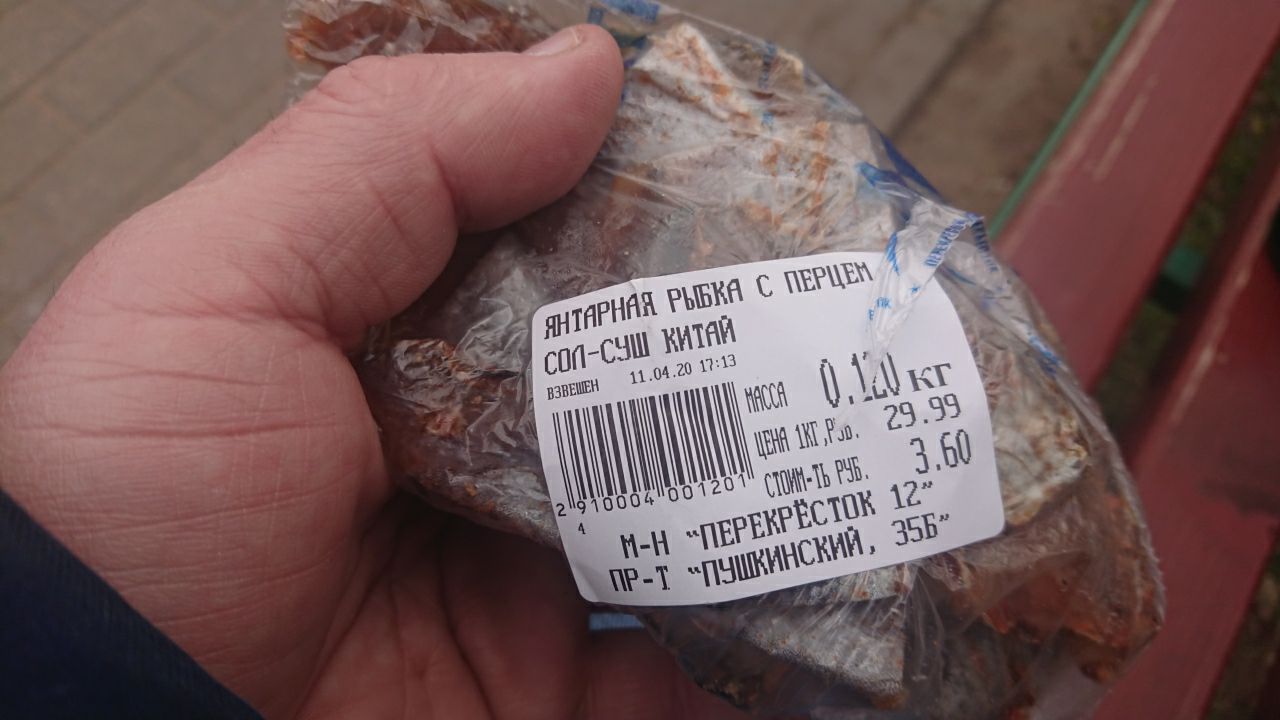 ЯНТАРНАЯ РЫБКА С ПЕРЦЕМ
СОЛ-СУШ КИТАЙ
ВЗВЕШЕН 11.04.20 17:13
МАССА 0.120 кг
ЦЕНА 1КГ,РУБ. 29.99
СТОИМ-ТЬ РУБ. 3.60
2 910004 001201
4
М-Н "ПЕРЕКРЁСТОК 12"
ПР-Т "ПУШКИНСКИЙ, 35Б"